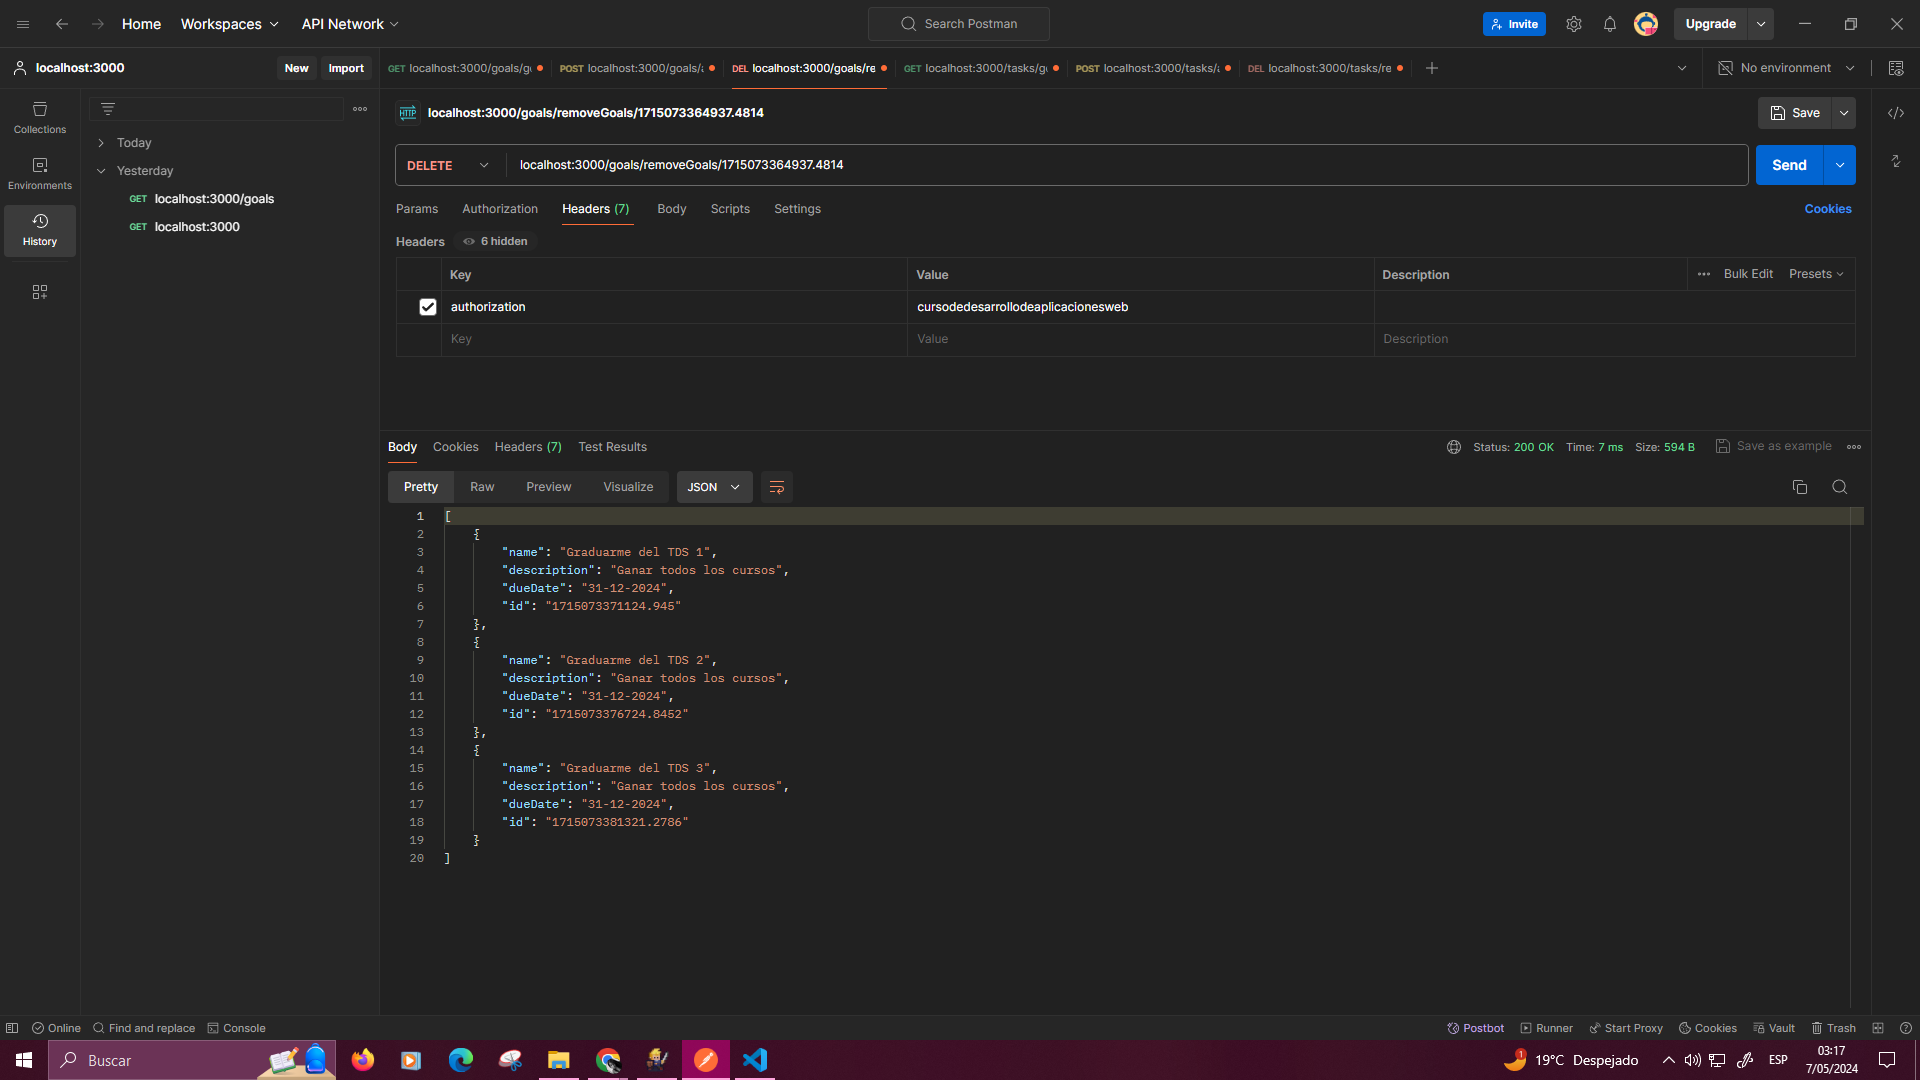 Home
Workspaces
API Network
Search Postman
Invite
Upgrade
localhost:3000
New
Import
GET localhost:3000/goals/g
POST localhost:3000/goals/
DEL localhost:3000/goals/re
GET localhost:3000/tasks/g
POST localhost:3000/tasks/
DEL localhost:3000/tasks/re
No environment
Collections
Environments
History
Today
Yesterday
GET localhost:3000/goals
GET localhost:3000
HTTP localhost:3000/goals/removeGoals/1715073364937.4814
Save
DELETE
localhost:3000/goals/removeGoals/1715073364937.4814
Send
Params
Authorization
Headers (7)
Body
Scripts
Settings
Cookies
Headers
6 hidden
Key
Value
Description
Bulk Edit
Presets
authorization
cursodedesarrollodeaplicacionesweb
Key
Value
Description
Body
Cookies
Headers (7)
Test Results
Status: 200 OK
Time: 7 ms
Size: 594 B
Save as example
Pretty
Raw
Preview
Visualize
JSON
1 [
2 {
3 "name": "Graduarme del TDS 1",
4 "description": "Ganar todos los cursos",
5 "dueDate": "31-12-2024",
6 "id": "1715073371124.945"
7 },
8 {
9 "name": "Graduarme del TDS 2",
10 "description": "Ganar todos los cursos",
11 "dueDate": "31-12-2024",
12 "id": "1715073376724.8452"
13 },
14 {
15 "name": "Graduarme del TDS 3",
16 "description": "Ganar todos los cursos",
17 "dueDate": "31-12-2024",
18 "id": "1715073381321.2786"
19 }
20 ]
Online
Find and replace
Console
Postbot
Runner
Start Proxy
Cookies
Vault
Trash
Buscar
1
19°C Despejado
ESP
03:17
7/05/2024